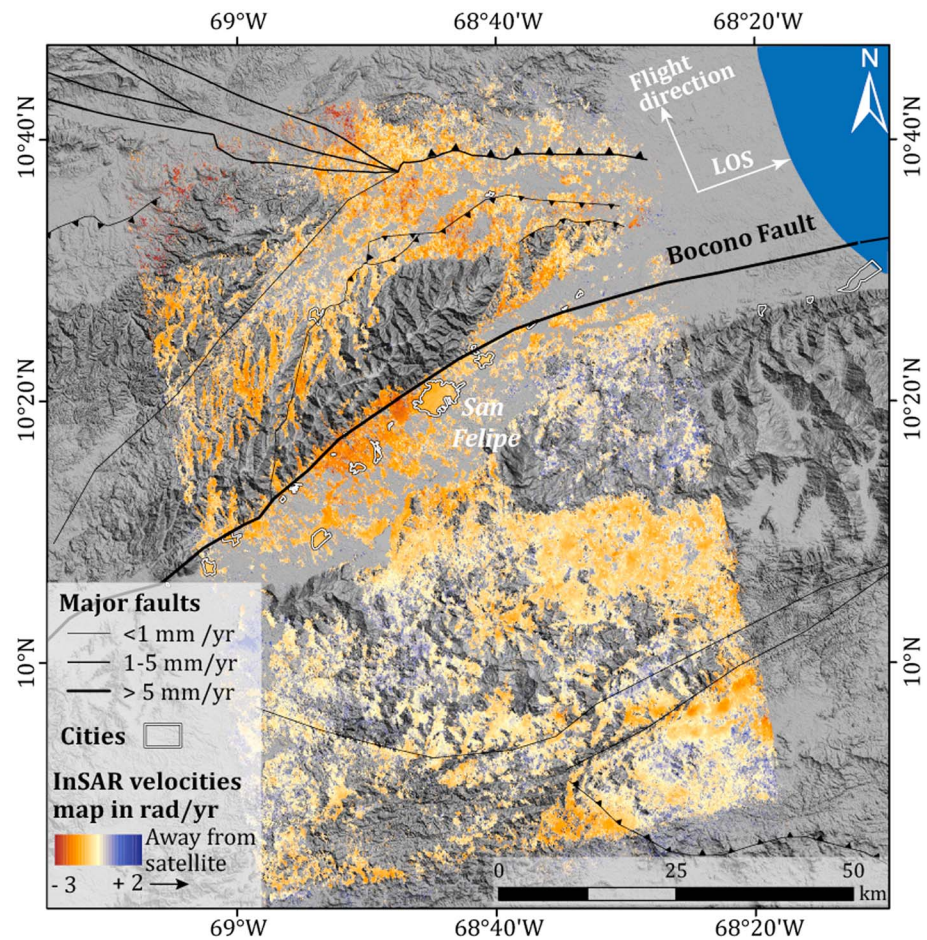 69°W 68°40'W 68°20'W
N
Flight
direction
LOS
10°40'N 10°40'N
Bocono Fault
10°20'N 10°20'N
San
Felipe
Major faults
<1 mm /yr
1-5 mm/yr
> 5 mm/yr
10°N 10°N
Cities
InSAR velocities
map in rad/yr
Away from
satellite
- 3 + 2
0 25 50
km
69°W 68°40'W 68°20'W